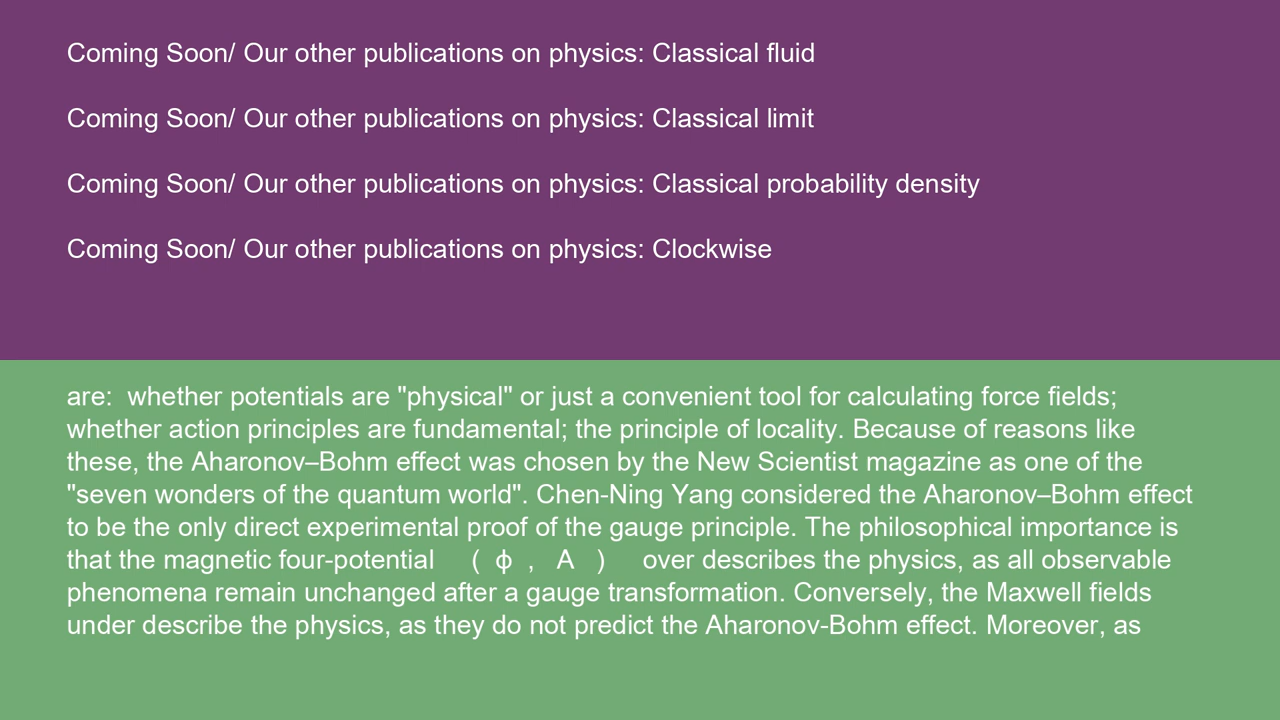 Coming Soon/ Our other publications on physics: Classical fluid
Coming Soon/ Our other publications on physics: Classical limit
Coming Soon/ Our other publications on physics: Classical probability density
Coming Soon/ Our other publications on physics: Clockwise
are:  whether potentials are "physical" or just a convenient tool for calculating force fields;
whether action principles are fundamental; the principle of locality. Because of reasons like
these, the Aharonov–Bohm effect was chosen by the New Scientist magazine as one of the
"seven wonders of the quantum world". Chen-Ning Yang considered the Aharonov–Bohm effect
to be the only direct experimental proof of the gauge principle. The philosophical importance is
that the magnetic four-potential     (  ϕ  ,   A   )     over describes the physics, as all observable
phenomena remain unchanged after a gauge transformation. Conversely, the Maxwell fields
under describe the physics, as they do not predict the Aharonov-Bohm effect. Moreover, as